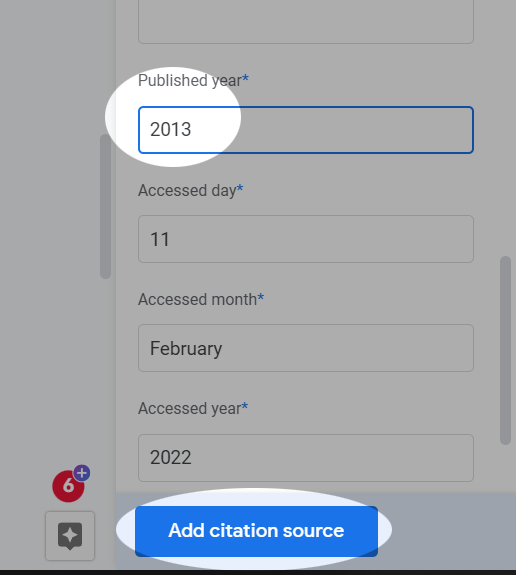 Published year*
2013
Accessed day*
11
Accessed month*
February
Accessed year*
2022
6
Add citation source